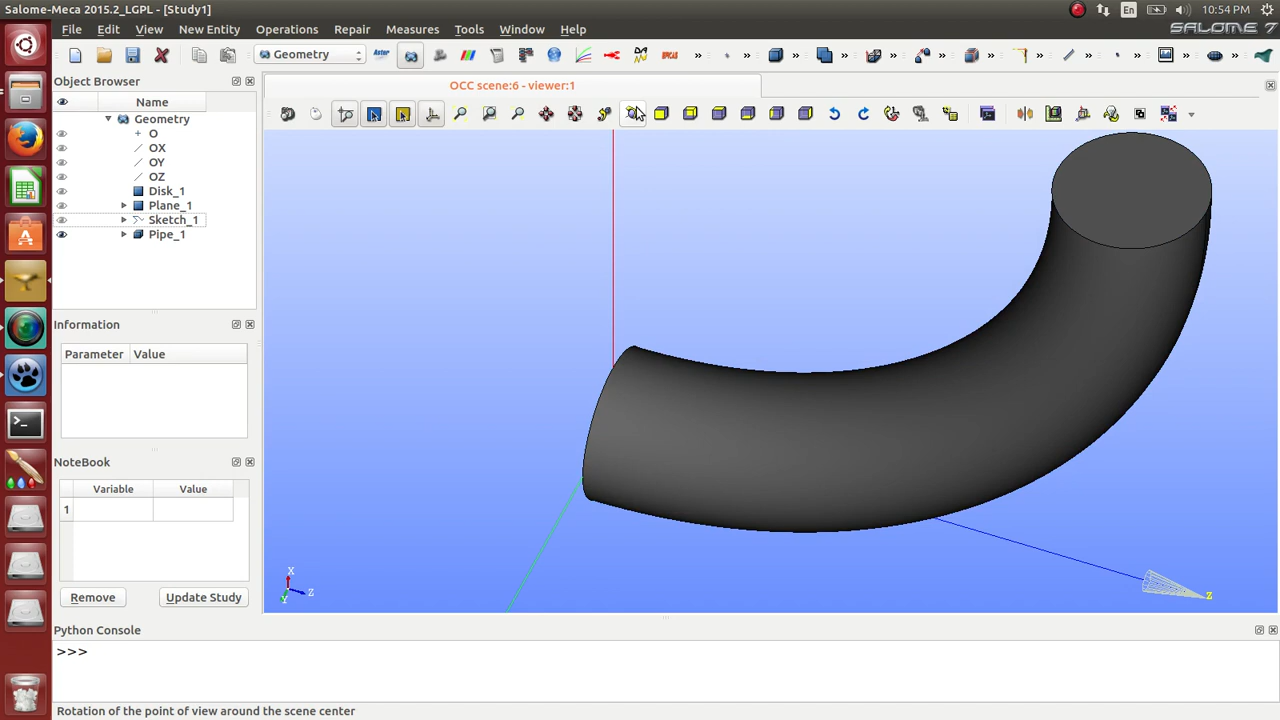 Salome-Meca 2015.2_LGPL - [Study1]
En
10:54 PM
File Edit View New Entity Operations Repair Measures Tools Window Help
SALOME 7
Geometry
Aster
Object Browser
OCC scene:6 - viewer:1
Name
Geometry
O
OX
OY
OZ
Disk_1
Plane_1
Sketch_1
Pipe_1
Information
Parameter Value
NoteBook
Variable Value
1
Remove Update Study
X
Z
Y
Z
Python Console
>>>
Rotation of the point of view around the scene center